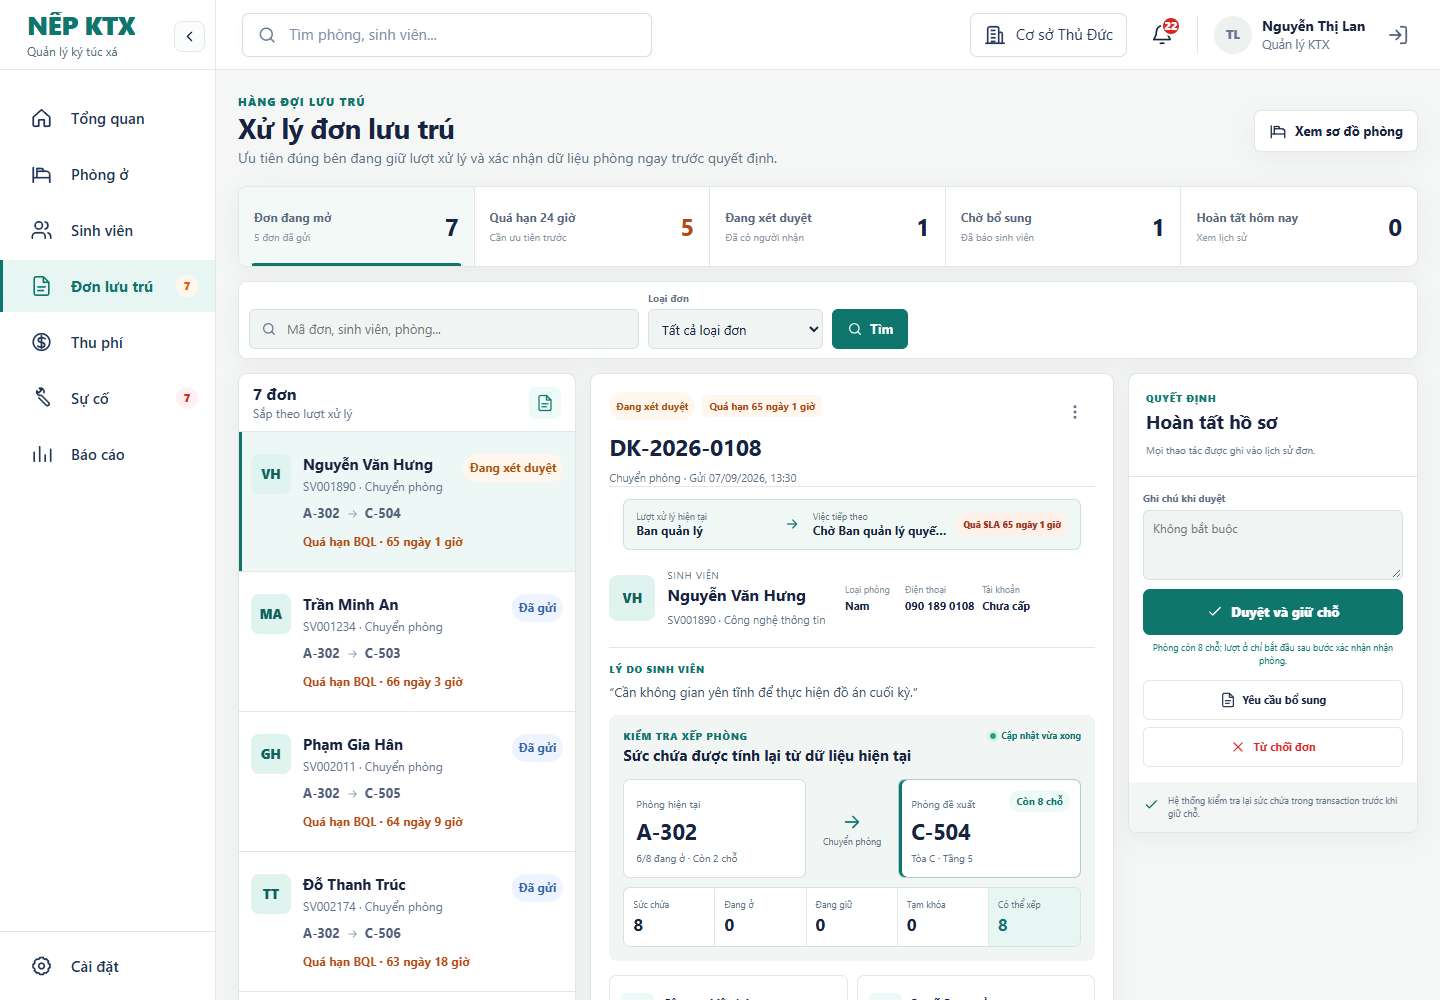 NẾP KTX
Quản lý ký túc xá
Tìm phòng, sinh viên...
Cơ sở Thủ Đức
22
TL
Nguyễn Thị Lan
Quản lý KTX
Tổng quan
Phòng ở
Sinh viên
Đơn lưu trú
7
Thu phí
Sự cố
7
Báo cáo
Cài đặt
HÀNG ĐỢI LƯU TRÚ
Xử lý đơn lưu trú
Ưu tiên đúng bên đang giữ lượt xử lý và xác nhận dữ liệu phòng ngay trước quyết định.
Xem sơ đồ phòng
Đơn đang mở
5 đơn đã gửi
7
Quá hạn 24 giờ
Cần ưu tiên trước
5
Đang xét duyệt
Đã có người nhận
1
Chờ bổ sung
Đã báo sinh viên
1
Hoàn tất hôm nay
Xem lịch sử
0
Loại đơn
Mã đơn, sinh viên, phòng...
Tất cả loại đơn
Tìm
7 đơn
Sắp theo lượt xử lý
VH
Nguyễn Văn Hưng
Đang xét duyệt
SV001890 · Chuyển phòng
A-302 → C-504
Quá hạn BQL · 65 ngày 1 giờ
MA
Trần Minh An
Đã gửi
SV001234 · Chuyển phòng
A-302 → C-503
Quá hạn BQL · 66 ngày 3 giờ
GH
Phạm Gia Hân
Đã gửi
SV002011 · Chuyển phòng
A-302 → C-505
Quá hạn BQL · 64 ngày 9 giờ
TT
Đỗ Thanh Trúc
Đã gửi
SV002174 · Chuyển phòng
A-302 → C-506
Quá hạn BQL · 63 ngày 18 giờ
Đang xét duyệt
Quá hạn 65 ngày 1 giờ
DK-2026-0108
Chuyển phòng · Gửi 07/09/2026, 13:30
Lượt xử lý hiện tại
Ban quản lý
→
Việc tiếp theo
Chờ Ban quản lý quyế...
Quá SLA 65 ngày 1 giờ
VH
SINH VIÊN
Nguyễn Văn Hưng
SV001890 · Công nghệ thông tin
Loại phòng
Nam
Điện thoại
090 189 0108
Tài khoản
Chưa cấp
LÝ DO SINH VIÊN
“Cần không gian yên tĩnh để thực hiện đồ án cuối kỳ.”
KIỂM TRA XẾP PHÒNG
Cập nhật vừa xong
Sức chứa được tính lại từ dữ liệu hiện tại
Phòng hiện tại
A-302
6/8 đang ở · Còn 2 chỗ
→
Chuyển phòng
Phòng đề xuất
Còn 8 chỗ
C-504
Tòa C · Tầng 5
Sức chứa
8
Đang ở
0
Đang giữ
0
Tạm khóa
0
Có thể xếp
8
QUYẾT ĐỊNH
Hoàn tất hồ sơ
Mọi thao tác được ghi vào lịch sử đơn.
Ghi chú khi duyệt
Không bắt buộc
Duyệt và giữ chỗ
Phòng còn 8 chỗ; lượt ở chỉ bắt đầu sau bước xác nhận nhận
phòng.
Yêu cầu bổ sung
Từ chối đơn
Hệ thống kiểm tra lại sức chứa trong transaction trước khi
giữ chỗ.